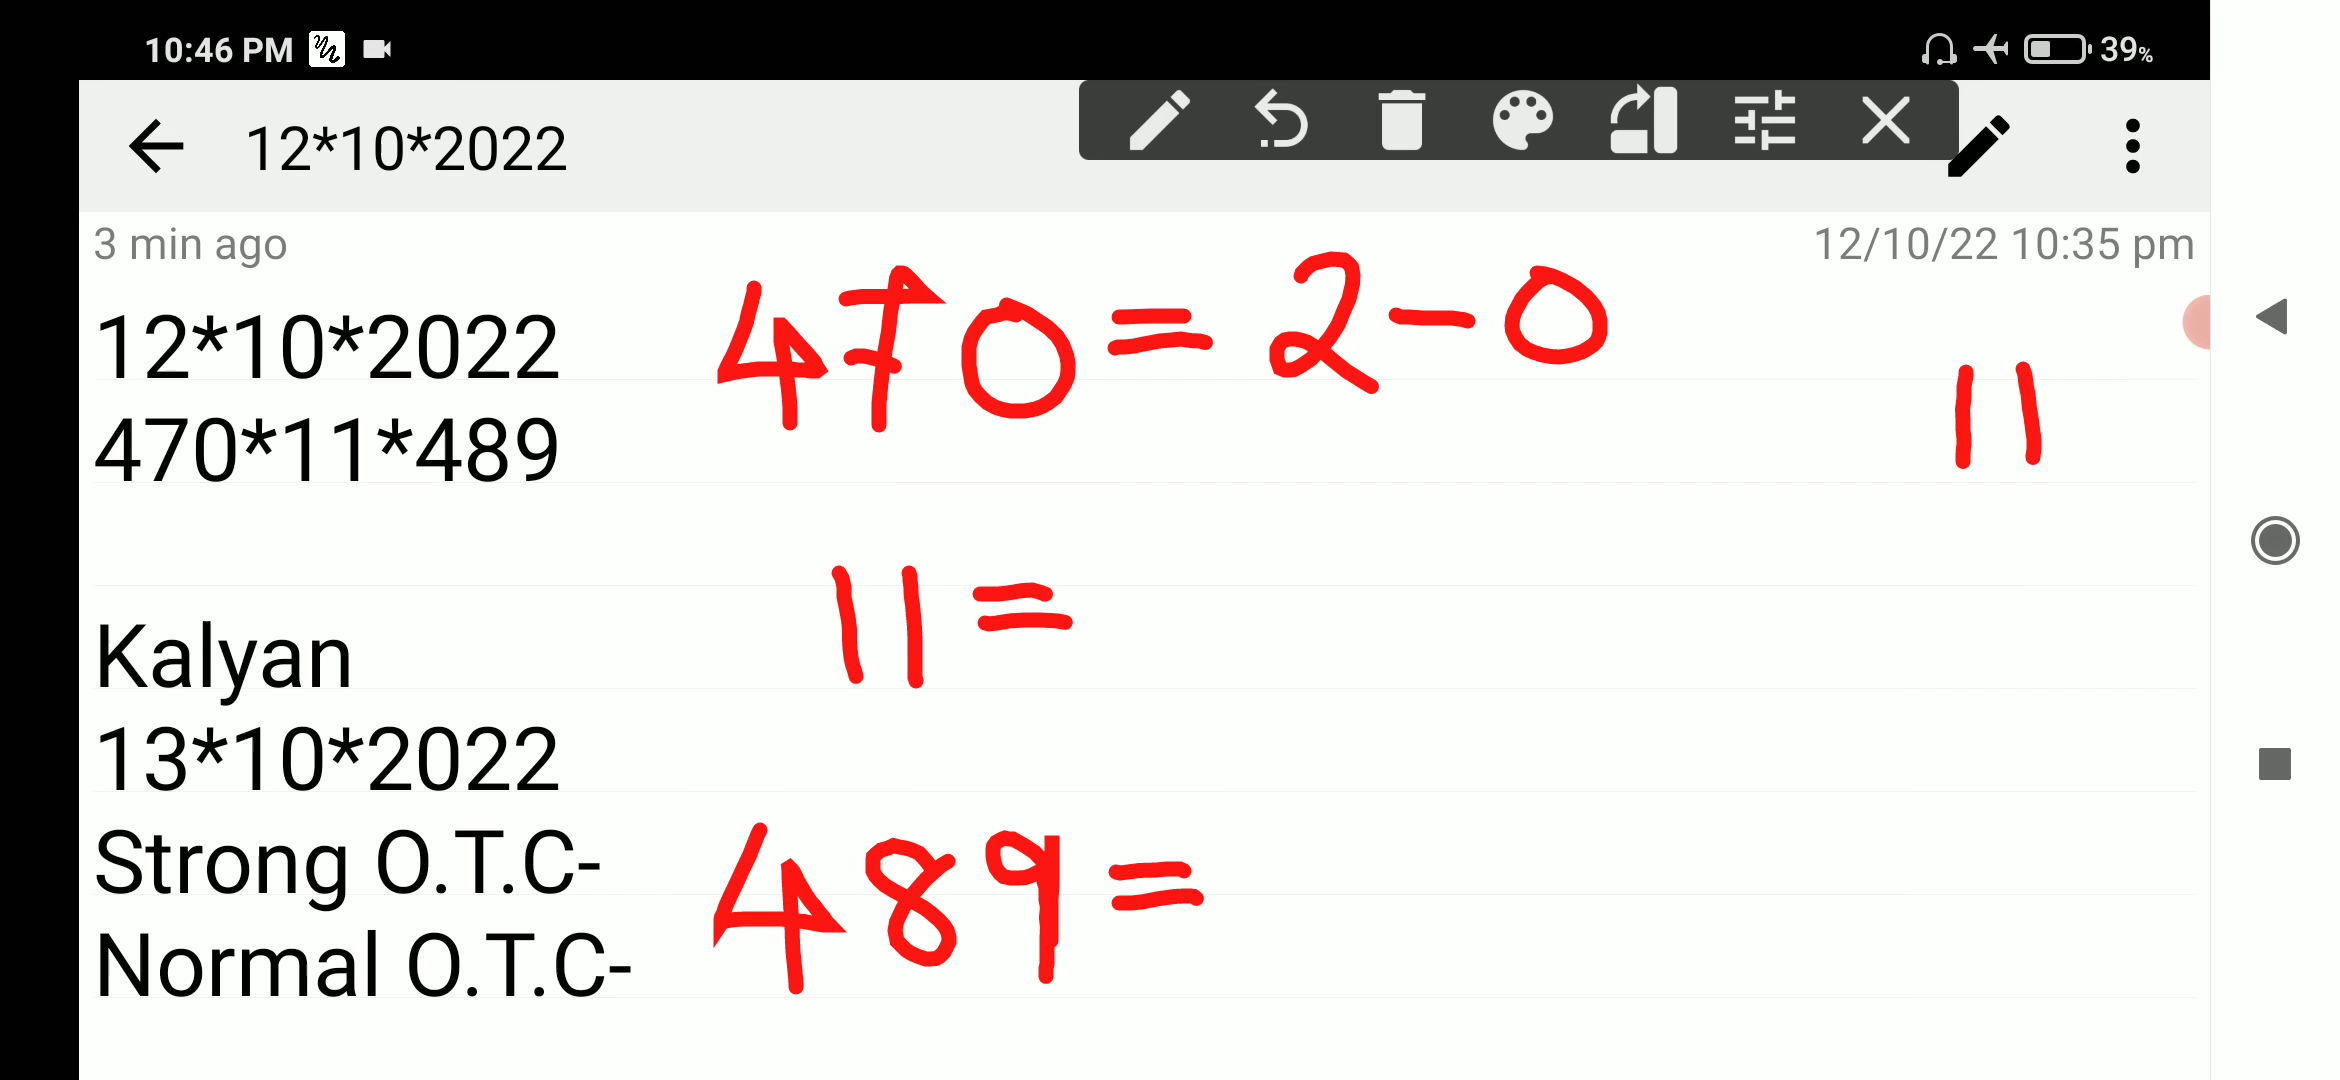 10:46 PM 39%
12*10*2022
3 min ago 12/10/22 10:35 pm
12*10*2022 470=2-0
470*11*489 11
11=
Kalyan
13*10*2022
Strong O.T.C- 489=
Normal O.T.C-